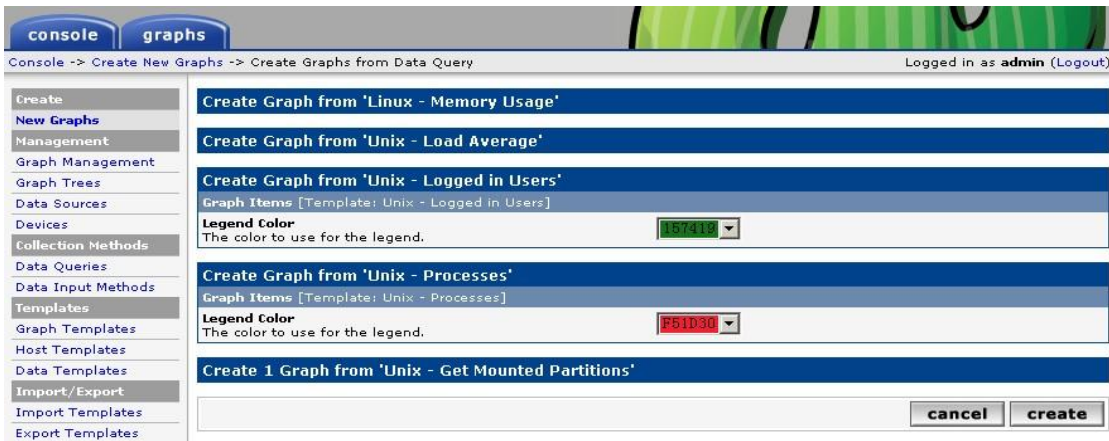 console
graphs
Console -> Create New Graphs -> Create Graphs from Data Query
Logged in as admin (Logout)
Create
New Graphs
Management
Graph Management
Graph Trees
Data Sources
Devices
Collection Methods
Data Queries
Data Input Methods
Templates
Graph Templates
Host Templates
Data Templates
Import/Export
Import Templates
Export Templates
Create Graph from 'Linux - Memory Usage'
Create Graph from 'Unix - Load Average'
Create Graph from 'Unix - Logged in Users'
Graph Items [Template: Unix - Logged in Users]
Legend Color
The color to use for the legend.
157419
Create Graph from 'Unix - Processes'
Graph Items [Template: Unix - Processes]
Legend Color
The color to use for the legend.
F51D30
Create 1 Graph from 'Unix - Get Mounted Partitions'
cancel
create